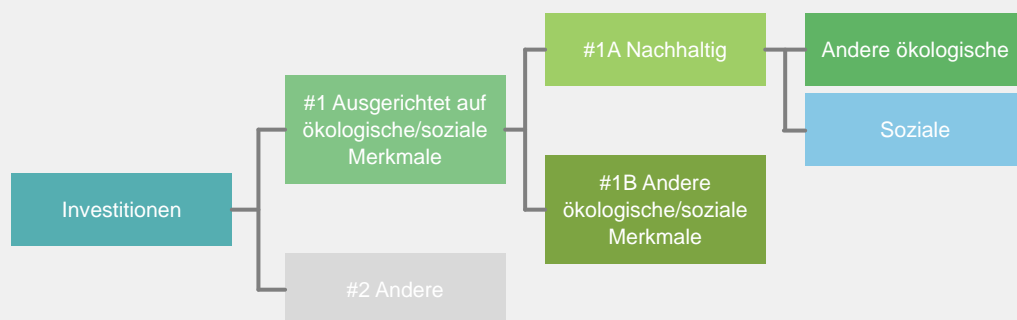 #1A Nachhaltig
Andere ökologische
#1 Ausgerichtet auf
ökologische/soziale
Merkmale
Soziale
Investitionen
#1B Andere
ökologische/soziale
Merkmale
#2 Andere